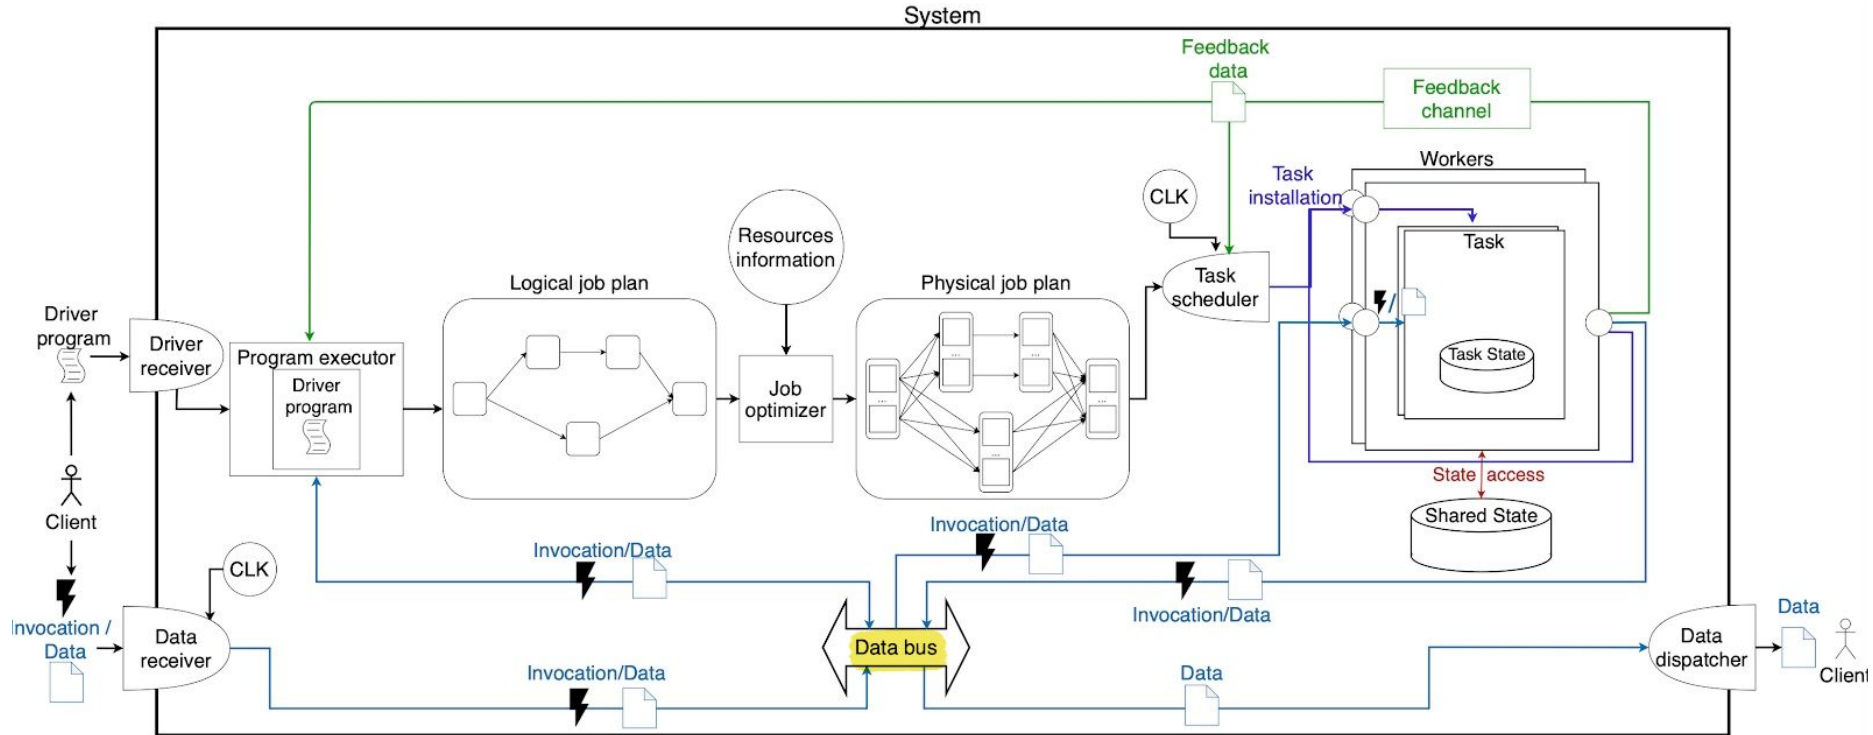 System
Feedback
data
Feedback
channel
Workers
Task
installation
CLK
Resources
information
Task
Logical job plan
Physical job plan
Task
scheduler
/
Driver
program
Driver
receiver
Program executor
Driver
program
Job
optimizer
...
...
...
...
...
Task State
State access
Shared State
Client
Invocation/Data
Invocation/Data
CLK
Invocation/Data
Invocation /
Data
Data
receiver
Data bus
Invocation/Data
Data
Data
dispatcher
Data
Client